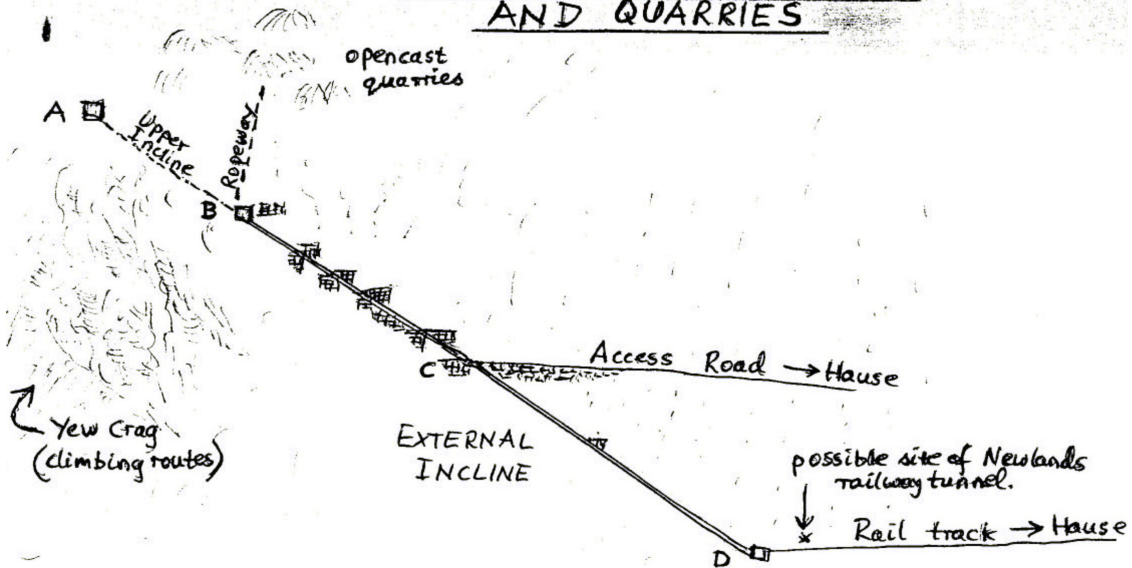 AND QUARRIES
opencast
quarries
A
Upper
Incline
Ropeway
B
C
Access Road → Hause
Yew Crag
(climbing routes)
EXTERNAL
INCLINE
possible site of Newlands
railway tunnel.
Rail track → Hause
D